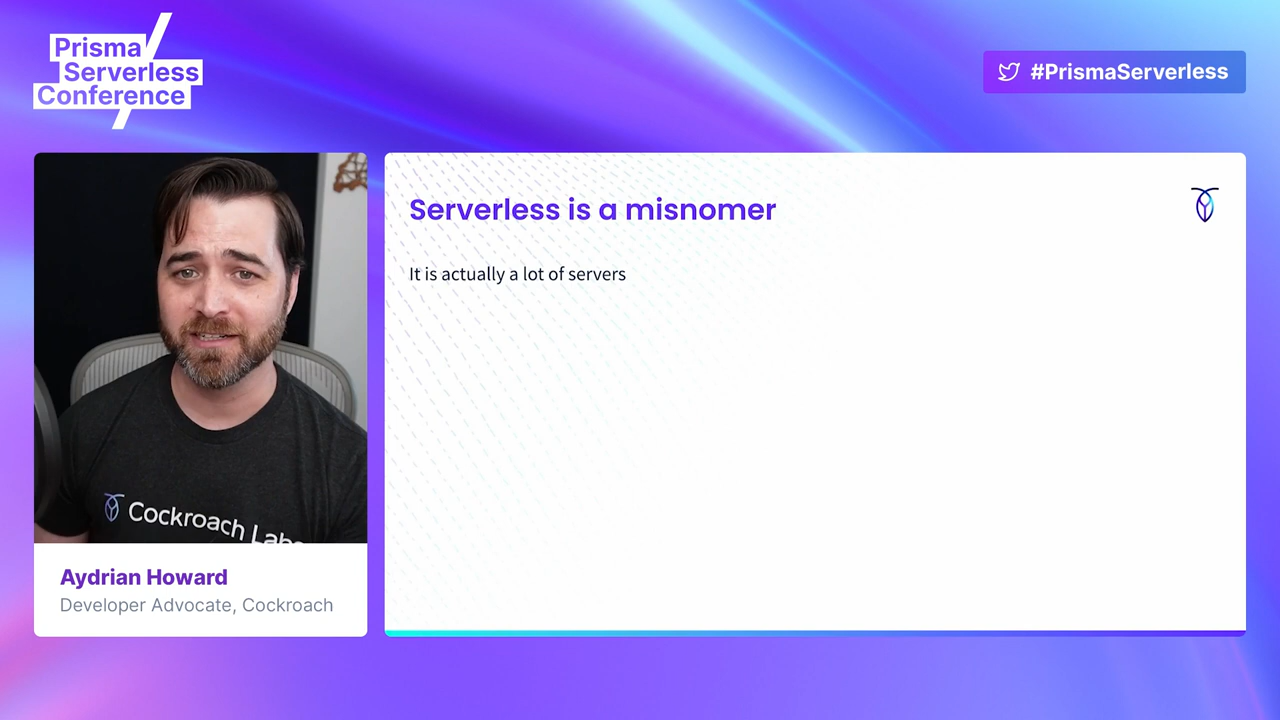 Prisma
Serverless
Conference
#PrismaServerless
Serverless is a misnomer
It is actually a lot of servers
Cockroach Labs
Aydrian Howard
Developer Advocate, Cockroach